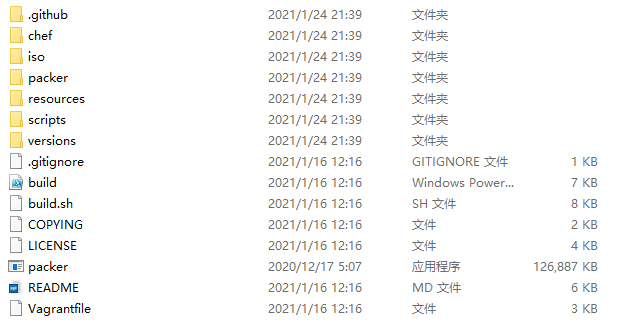 .github 2021/1/24 21:39 文件夹
chef 2021/1/24 21:39 文件夹
iso 2021/1/24 21:39 文件夹
packer 2021/1/24 21:39 文件夹
resources 2021/1/24 21:39 文件夹
scripts 2021/1/24 21:39 文件夹
versions 2021/1/24 21:39 文件夹
.gitignore 2021/1/16 12:16 GITIGNORE 文件 1 KB
build 2021/1/16 12:16 Windows Power... 7 KB
build.sh 2021/1/16 12:16 SH 文件 8 KB
COPYING 2021/1/16 12:16 文件 2 KB
LICENSE 2021/1/16 12:16 文件 4 KB
packer 2020/12/17 5:07 应用程序 126,887 KB
README 2021/1/16 12:16 MD 文件 6 KB
Vagrantfile 2021/1/16 12:16 文件 3 KB